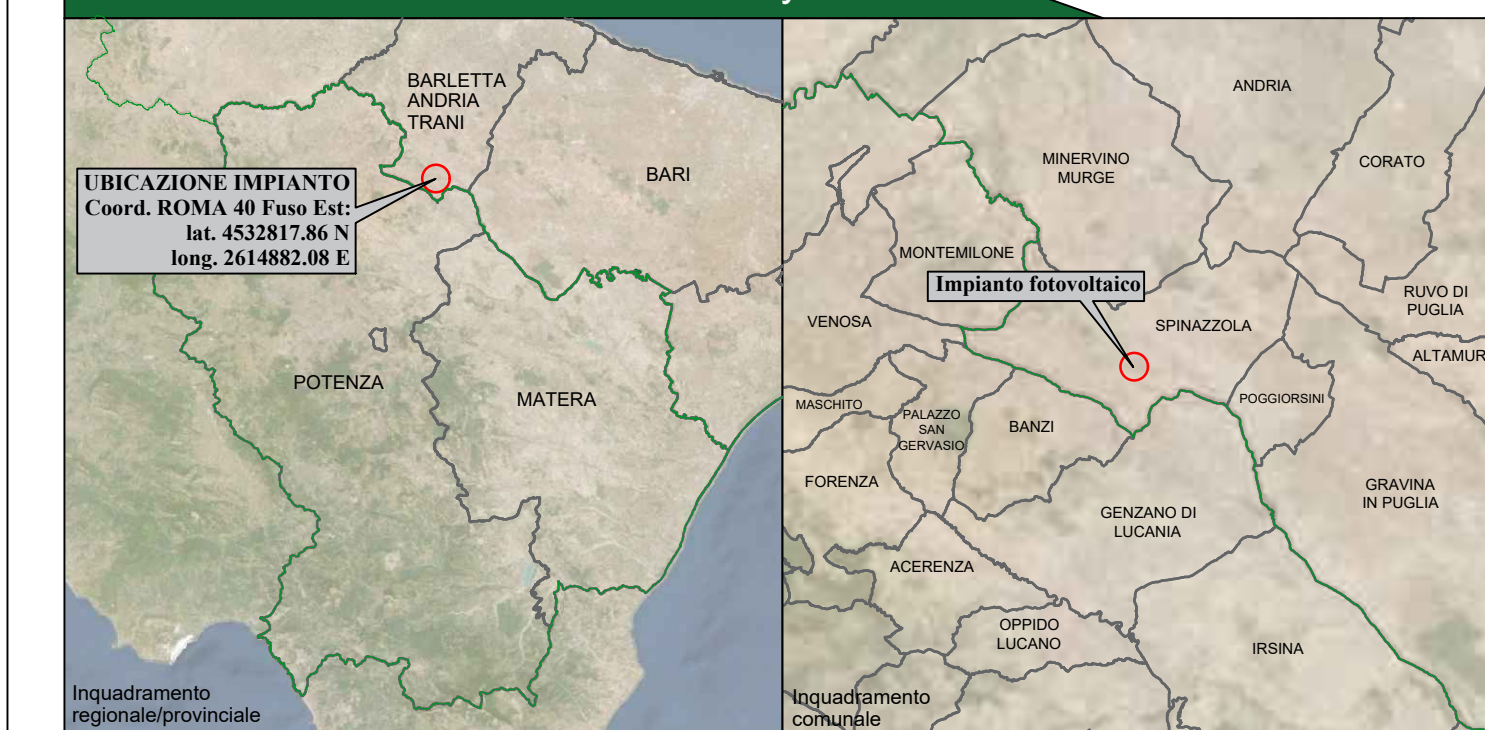 BARLETTA
ANDRIA
TRANI
BARI
UBICAZIONE IMPIANTO
Coord. ROMA 40 Fuso Est:
lat. 4532817.86 N
long. 2614882.08 E
POTENZA
MATERA
Inquadramento
regionale/provinciale
ANDRIA
MINERVINO
MURGE
CORATO
MONTEMILONE
Impianto fotovoltaico
RUVO DI
PUGLIA
VENOSA
SPINAZZOLA
ALTAMUR
MASCHITO
PALAZZO
SAN
GERVASIO
BANZI
POGGIORSINI
FORENZA
GRAVINA
IN PUGLIA
GENZANO DI
LUCANIA
ACERENZA
OPPIDO
LUCANO
IRSINA
Inquadramento
comunale